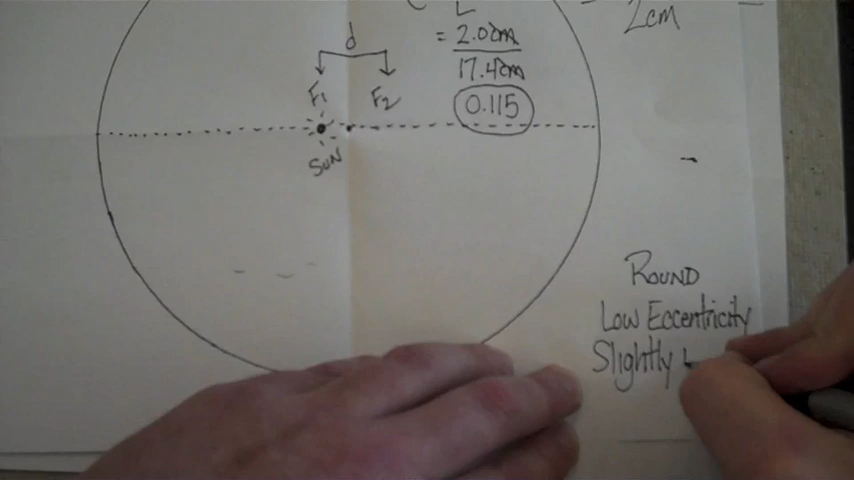 L
2cm
= 2.0cm
17.4cm
0.115
d
F1
F2
SUN
ROUND
Low Eccentricity
Slightly